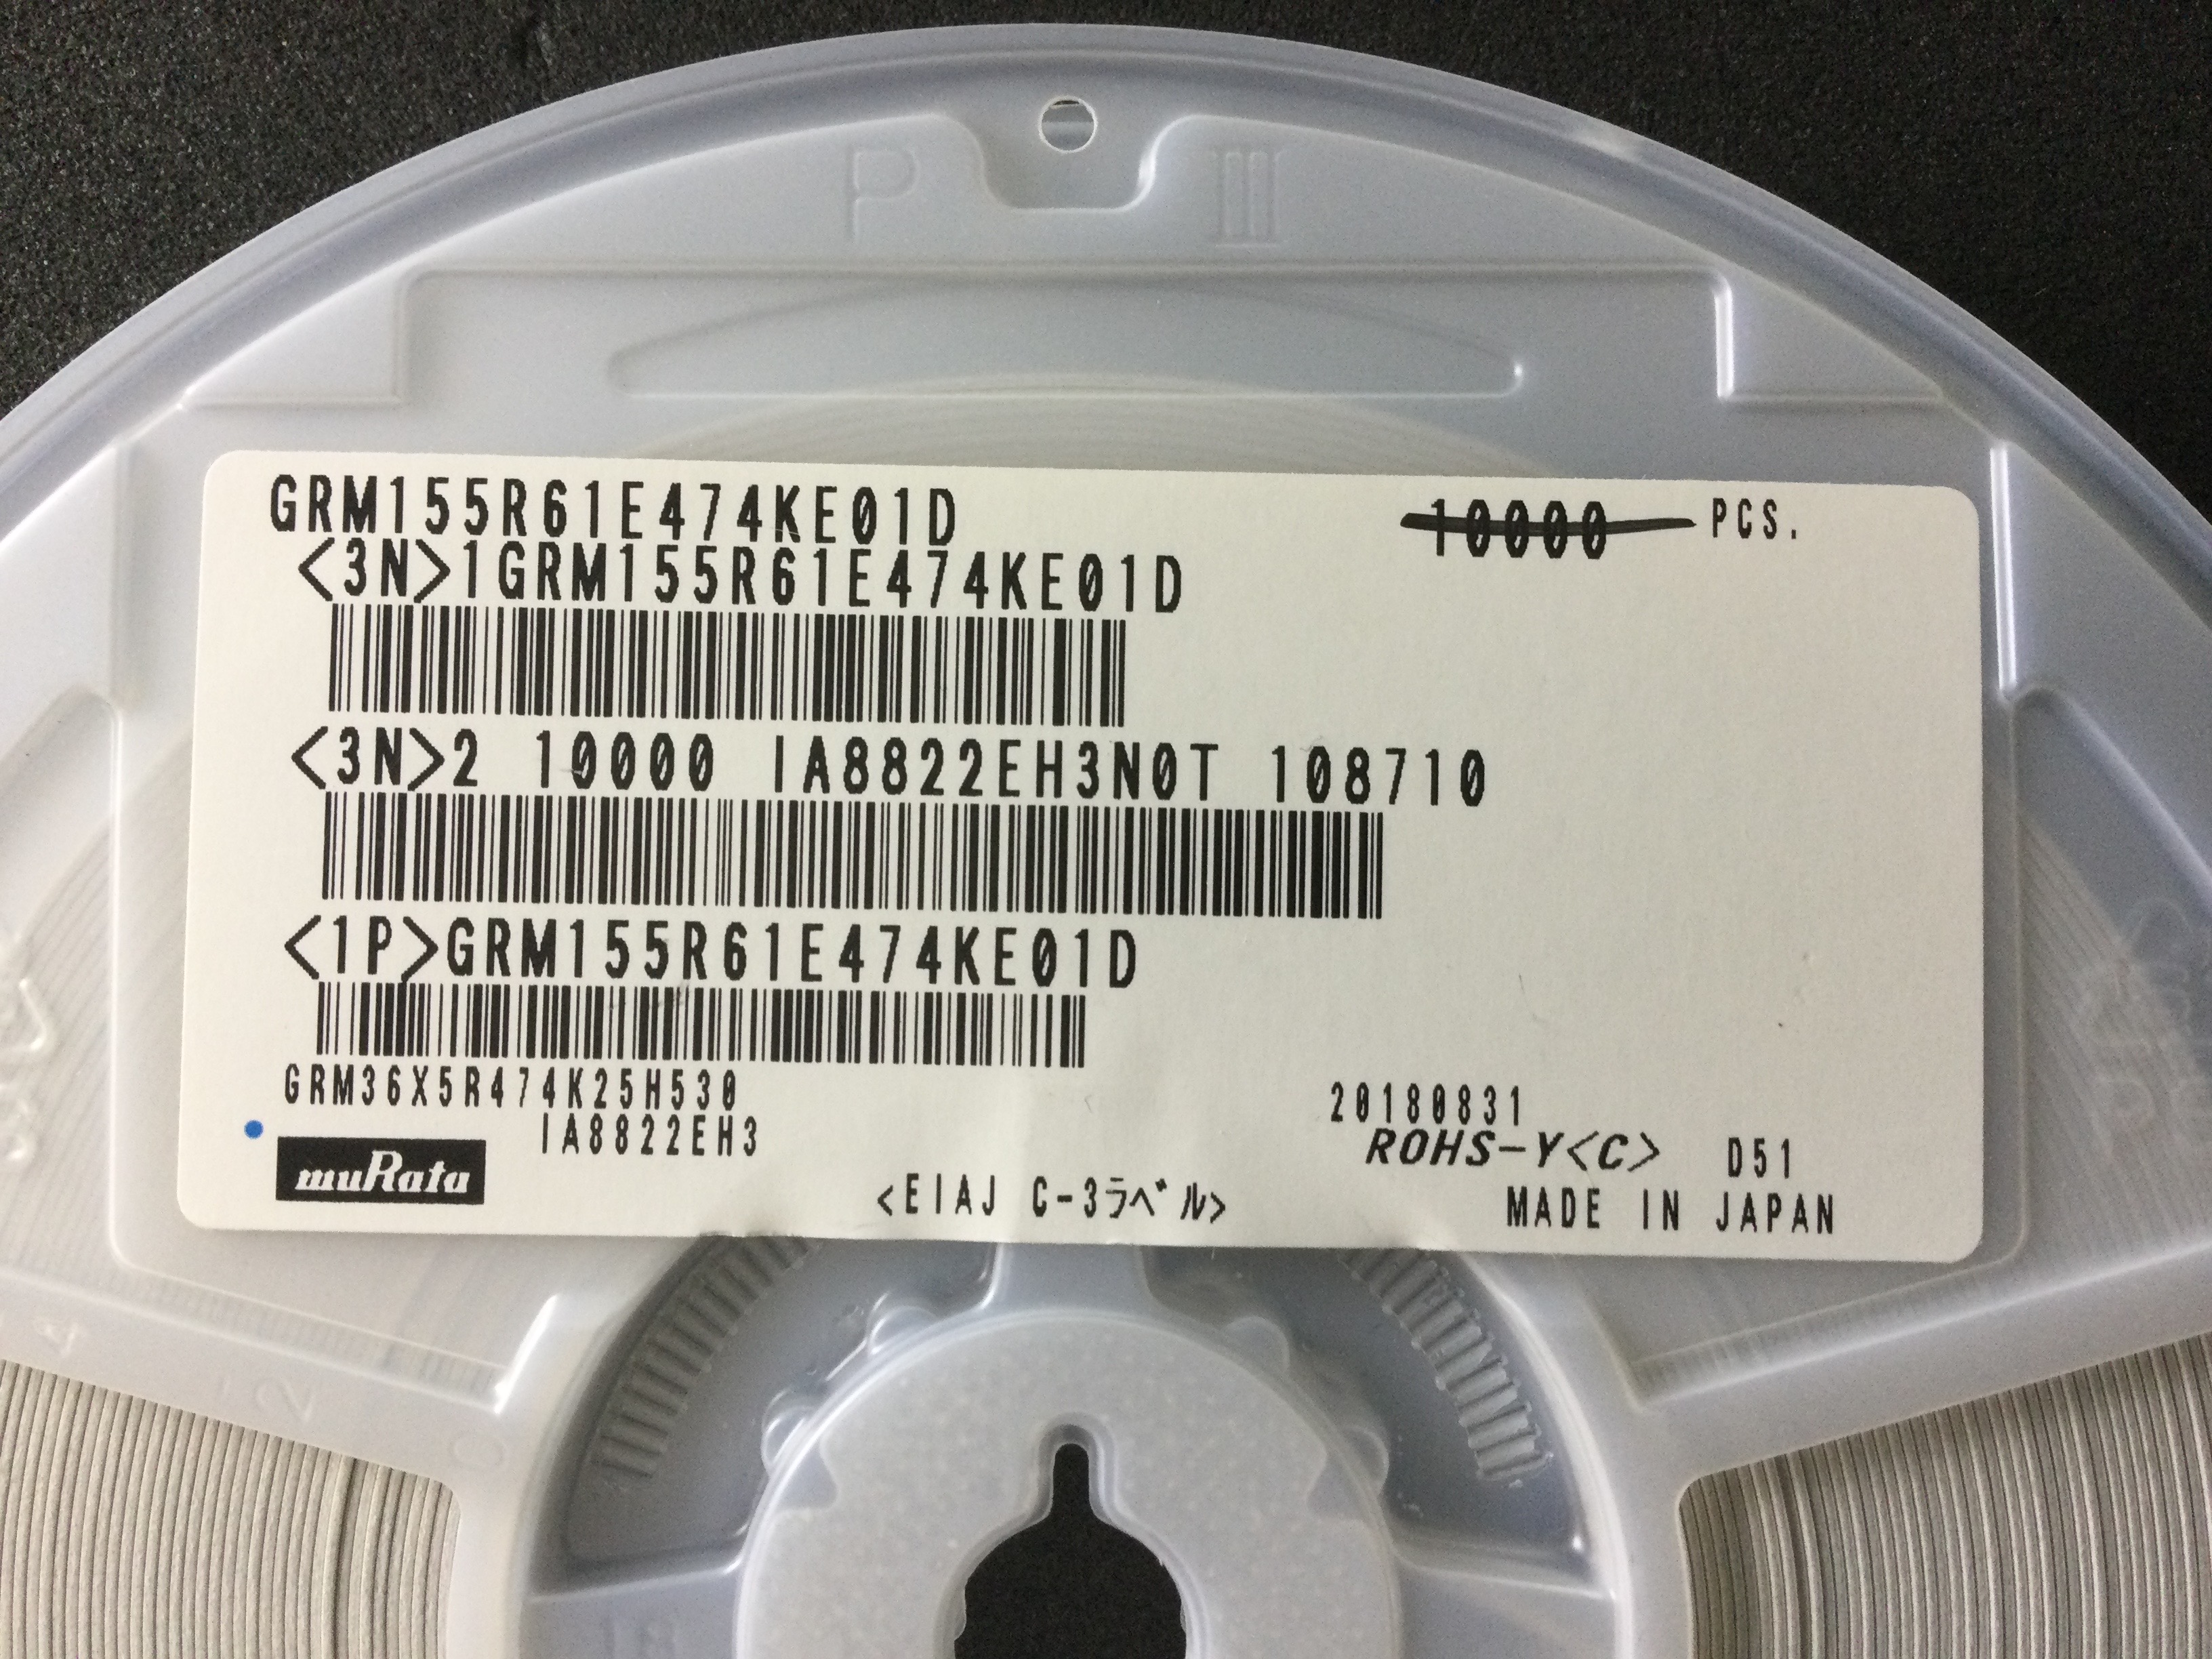 P III
GRM155R61E474KE01D
10000 PCS.
<3N>1GRM155R61E474KE01D
<3N>2 10000 IA8822EH3N0T 108710
<1P>GRM155R61E474KE01D
GRM36X5R474K25H530
20180831
IA8822EH3
ROHS-Y<C> D51
muRata
<EIAJ C-3ラベル>
MADE IN JAPAN